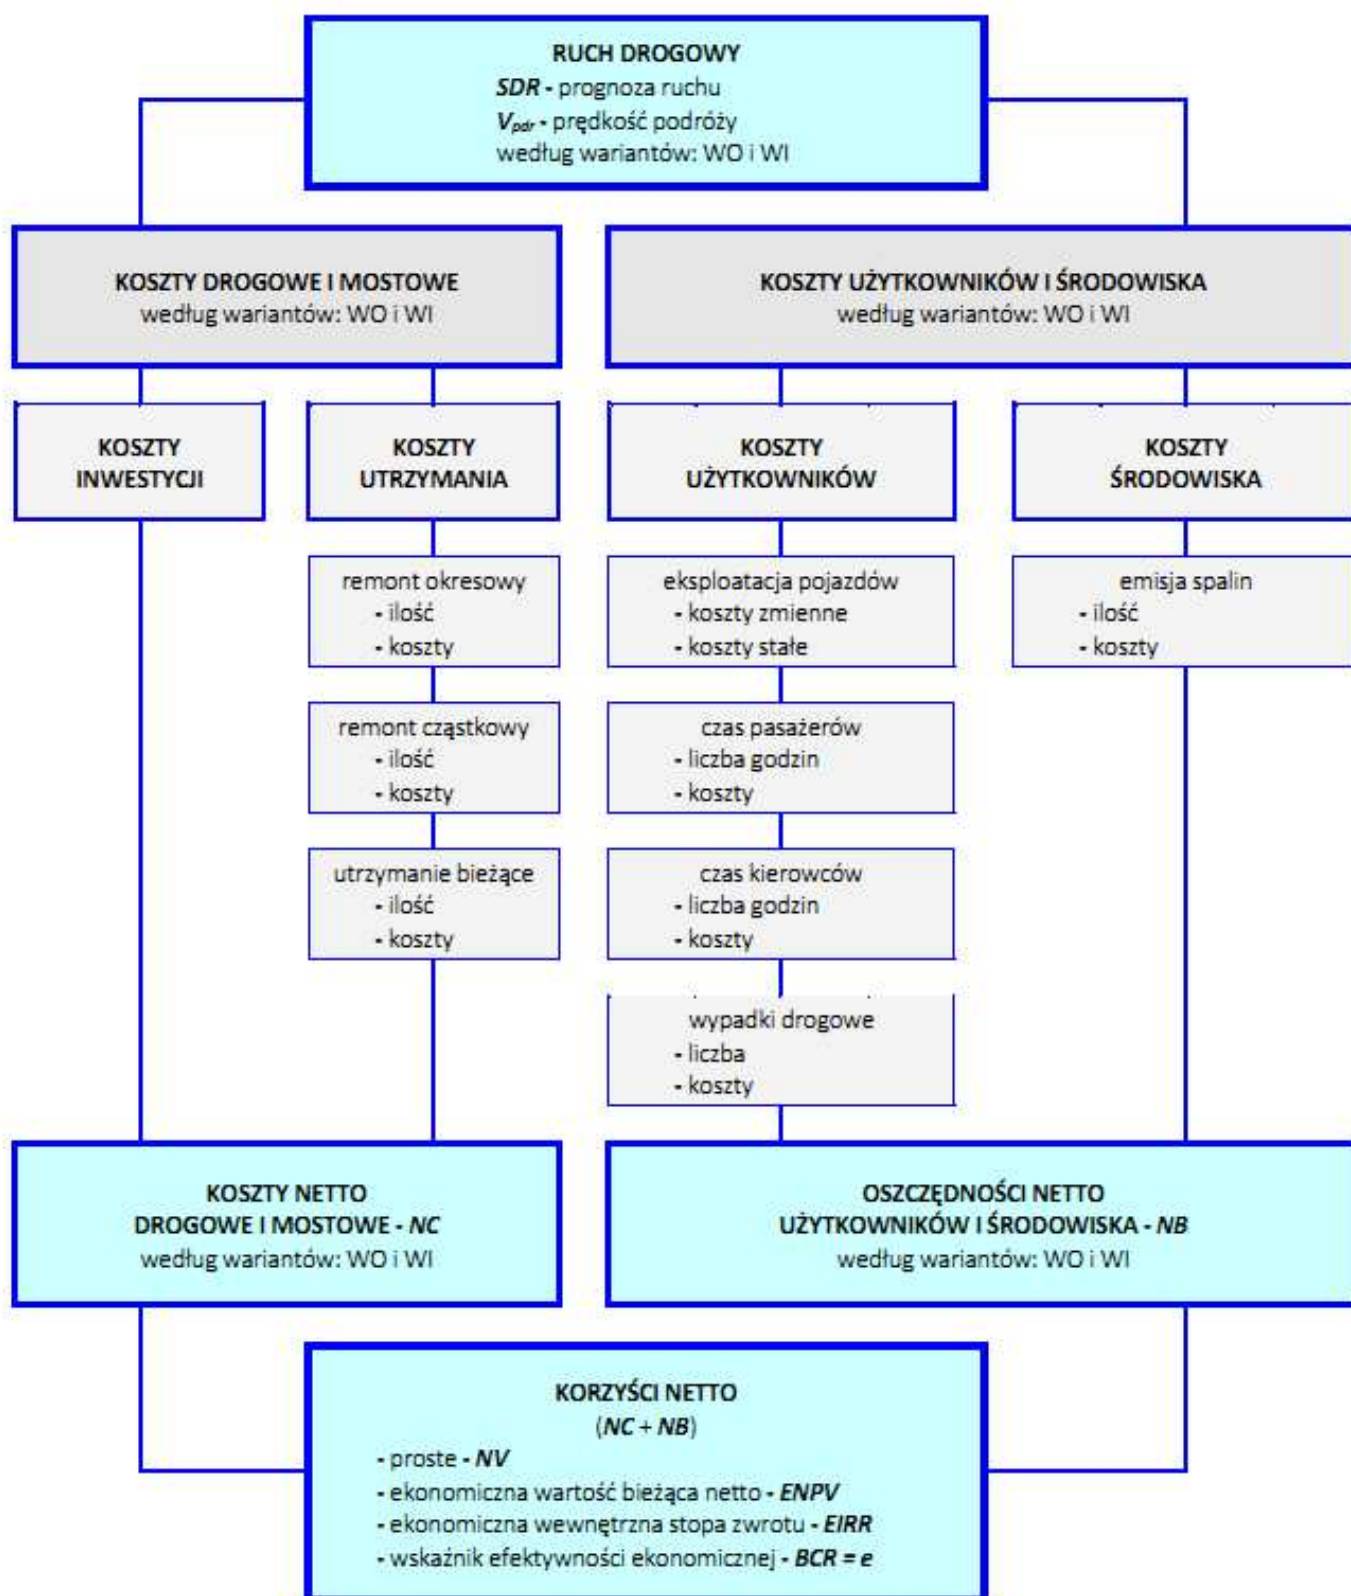 RUCH DROGOWY
SDR - prognoza ruchu
Vpdr - prędkość podróży
według wariantów: WO i WI
KOSZTY DROGOWE I MOSTOWE
według wariantów: WO i WI
KOSZTY UŻYTKOWNIKÓW I ŚRODOWISKA
według wariantów: WO i WI
KOSZTY
INWESTYCJI
KOSZTY
UTRZYMANIA
KOSZTY
UŻYTKOWNIKÓW
KOSZTY
ŚRODOWISKA
remont okresowy
- ilość
- koszty
remont cząstkowy
- ilość
- koszty
utrzymanie bieżące
- ilość
- koszty
eksploatacja pojazdów
- koszty zmienne
- koszty stałe
czas pasażerów
- liczba godzin
- koszty
czas kierowców
- liczba godzin
- koszty
wypadki drogowe
- liczba
- koszty
emisja spalin
- ilość
- koszty
KOSZTY NETTO
DROGOWE I MOSTOWE - NC
według wariantów: WO i WI
OSZCZĘDNOŚCI NETTO
UŻYTKOWNIKÓW I ŚRODOWISKA - NB
według wariantów: WO i WI
KORZYŚCI NETTO
(NC + NB)
- proste - NV
- ekonomiczna wartość bieżąca netto - ENPV
- ekonomiczna wewnętrzna stopa zwrotu - EIRR
- wskaźnik efektywności ekonomicznej - BCR = e